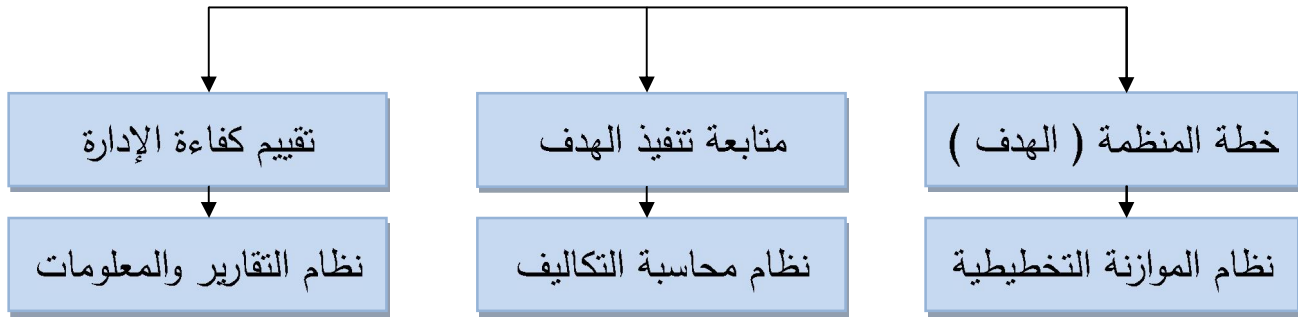 خطة المنظمة ( الهدف )
متابعة تنفيذ الهدف
تقييم كفاءة الإدارة
نظام الموازنة التخطيطية
نظام محاسبة التكاليف
نظام التقارير والمعلومات